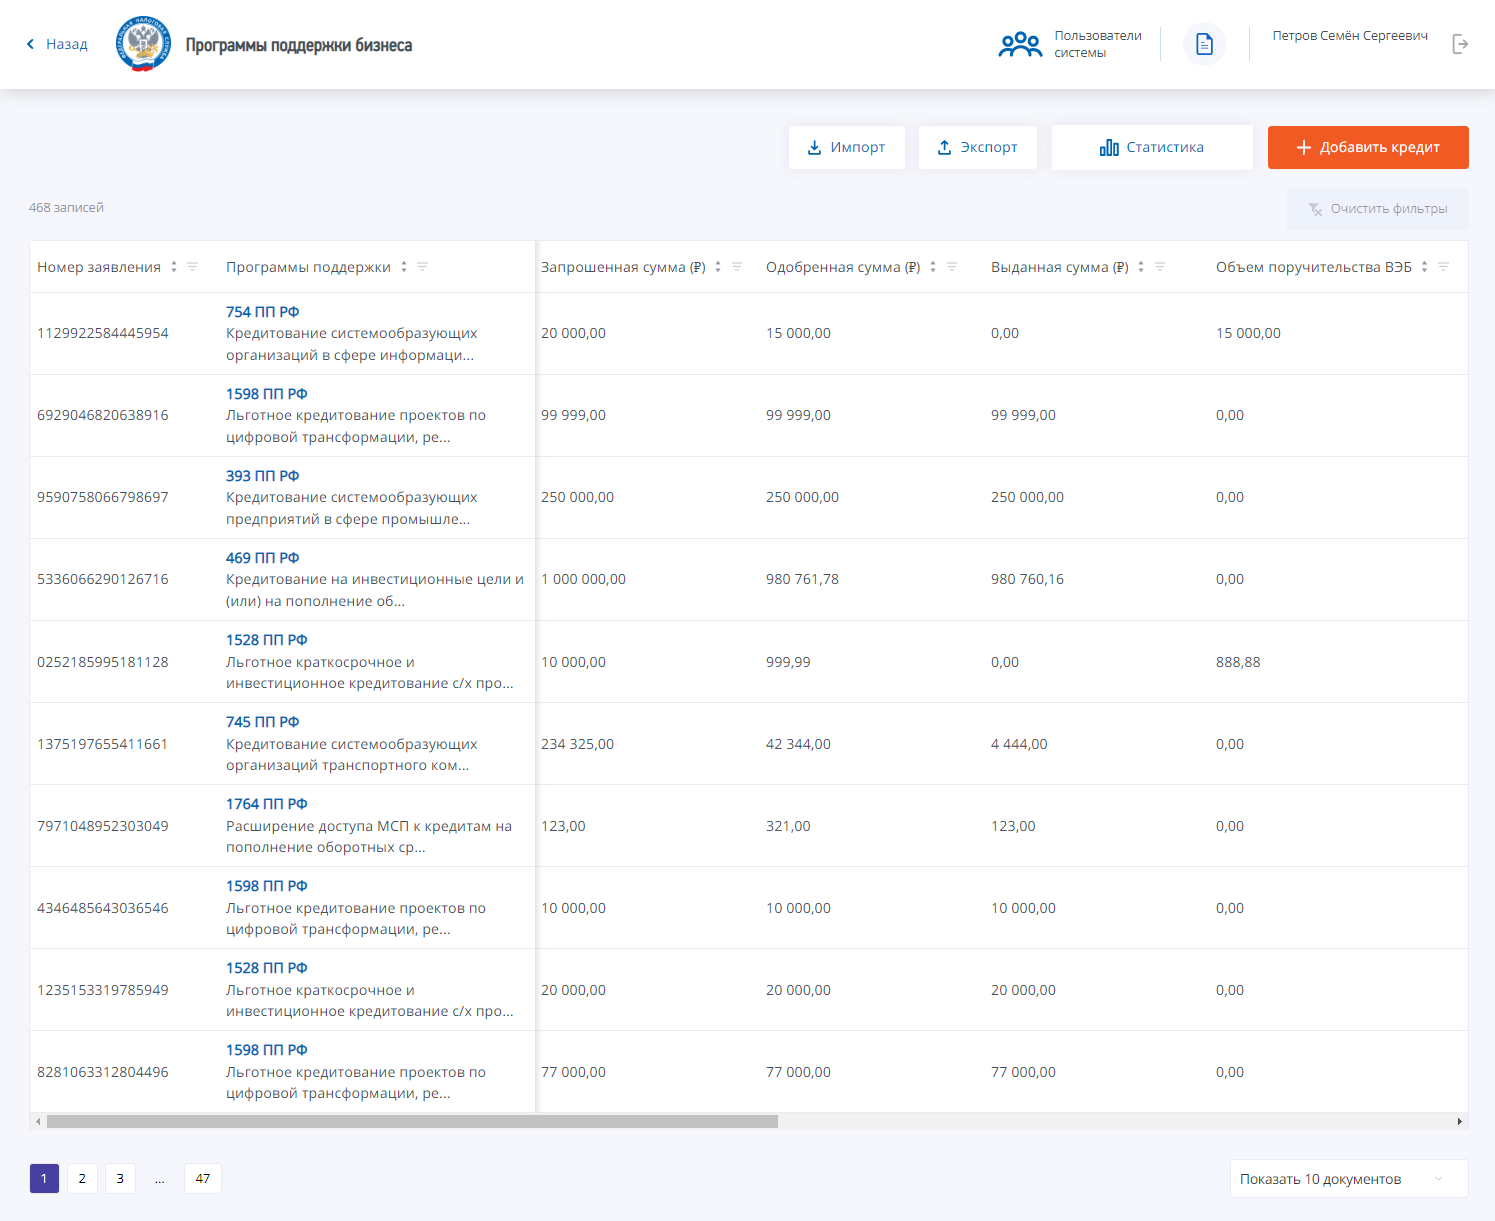 Назад
Программы поддержки бизнеса
Пользователи
системы
Петров Семён Сергеевич
Импорт
Экспорт
Статистика
Добавить кредит
468 записей
Очистить фильтры
Номер заявления Программы поддержки Запрошенная сумма (₽) Одобренная сумма (₽) Выданная сумма (₽) Объем поручительства ВЭБ
754 ПП РФ
1129922584445954 Кредитование системообразующих 20 000,00 15 000,00 0,00 15 000,00
организаций в сфере информаци...
1598 ПП РФ
6929046820638916 Льготное кредитование проектов по 99 999,00 99 999,00 99 999,00 0,00
цифровой трансформации, ре...
393 ПП РФ
9590758066798697 Кредитование системообразующих 250 000,00 250 000,00 250 000,00 0,00
предприятий в сфере промышле...
469 ПП РФ
5336066290126716 Кредитование на инвестиционные цели и 1 000 000,00 980 761,78 980 760,16 0,00
(или) на пополнение об...
1528 ПП РФ
0252185995181128 Льготное краткосрочное и 10 000,00 999,99 0,00 888,88
инвестиционное кредитование с/х про...
745 ПП РФ
1375197655411661 Кредитование системообразующих 234 325,00 42 344,00 4 444,00 0,00
организаций транспортного ком...
1764 ПП РФ
7971048952303049 Расширение доступа МСП к кредитам на 123,00 321,00 123,00 0,00
пополнение оборотных ср...
1598 ПП РФ
4346485643036546 Льготное кредитование проектов по 10 000,00 10 000,00 10 000,00 0,00
цифровой трансформации, ре...
1528 ПП РФ
1235153319785949 Льготное краткосрочное и 20 000,00 20 000,00 20 000,00 0,00
инвестиционное кредитование с/х про...
1598 ПП РФ
8281063312804496 Льготное кредитование проектов по 77 000,00 77 000,00 77 000,00 0,00
цифровой трансформации, ре...
1 2 3 ... 47
Показать 10 документов